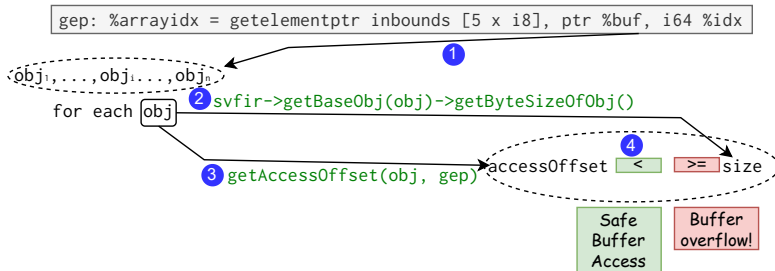 gep: %arrayidx = getelementptr inbounds [5 x i8], ptr %buf, i64 %idx
1
obj₁,...,objᵢ...,objₙ
2 svfir->getBaseObj(obj)->getByteSizeOfObj()
for each obj
4
accessOffset < >= size
3 getAccessOffset(obj, gep)
Safe Buffer
Buffer overflow!
Access